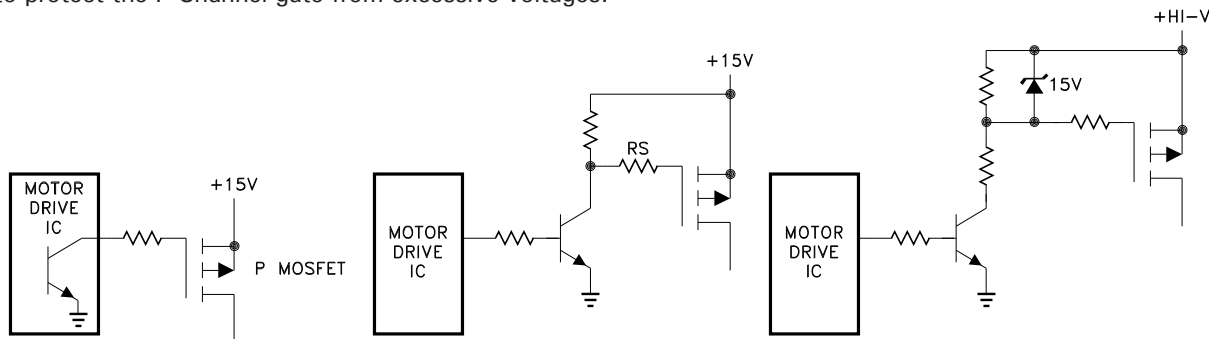 to protect the P-Channel gate from excessive voltages.
+HI-V
+15V
15V
RS
+15V
MOTOR
DRIVE
IC
P MOSFET
MOTOR
DRIVE
IC
MOTOR
DRIVE
IC